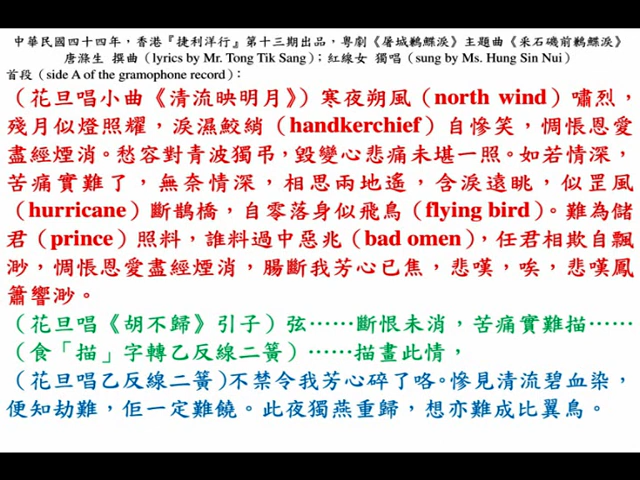 中華民國四十四年，香港『捷利洋行』第十三期出品，粵劇《屠城鶼鰈淚》主題曲《采石磯前鶼鰈淚》
唐滌生 撰曲（lyrics by Mr. Tong Tik Sang）；紅線女 獨唱（sung by Ms. Hung Sin Nui）
首段（side A of the gramophone record）：
（花旦唱小曲《清流映明月》）寒夜朔風（north wind）嘯烈，
殘月似燈照耀，淚濕鮫綃（handkerchief）自慘笑，惆悵恩愛
盡經煙消。愁容對青波獨弔，毀變心悲痛未堪一照。如若情深，
苦痛實難了，無奈情深，相思兩地遙，含淚遠眺，似罡風
（hurricane）斷鵲橋，自零落身似飛鳥（flying bird）。難為儲
君（prince）照料，誰料過中惡兆（bad omen），任君相欺自飄
渺，惆悵恩愛盡經煙消，腸斷我芳心已焦，悲嘆，唉，悲嘆鳳
簫響渺。
（花旦唱《胡不歸》引子）弦……斷恨未消，苦痛實難描……
（食「描」字轉乙反線二簧）……描畫此情，
（花旦唱乙反線二簧）不禁令我芳心碎了咯。慘見清流碧血染，
便知劫難，佢一定難饒。此夜獨燕重歸，想亦難成比翼鳥。